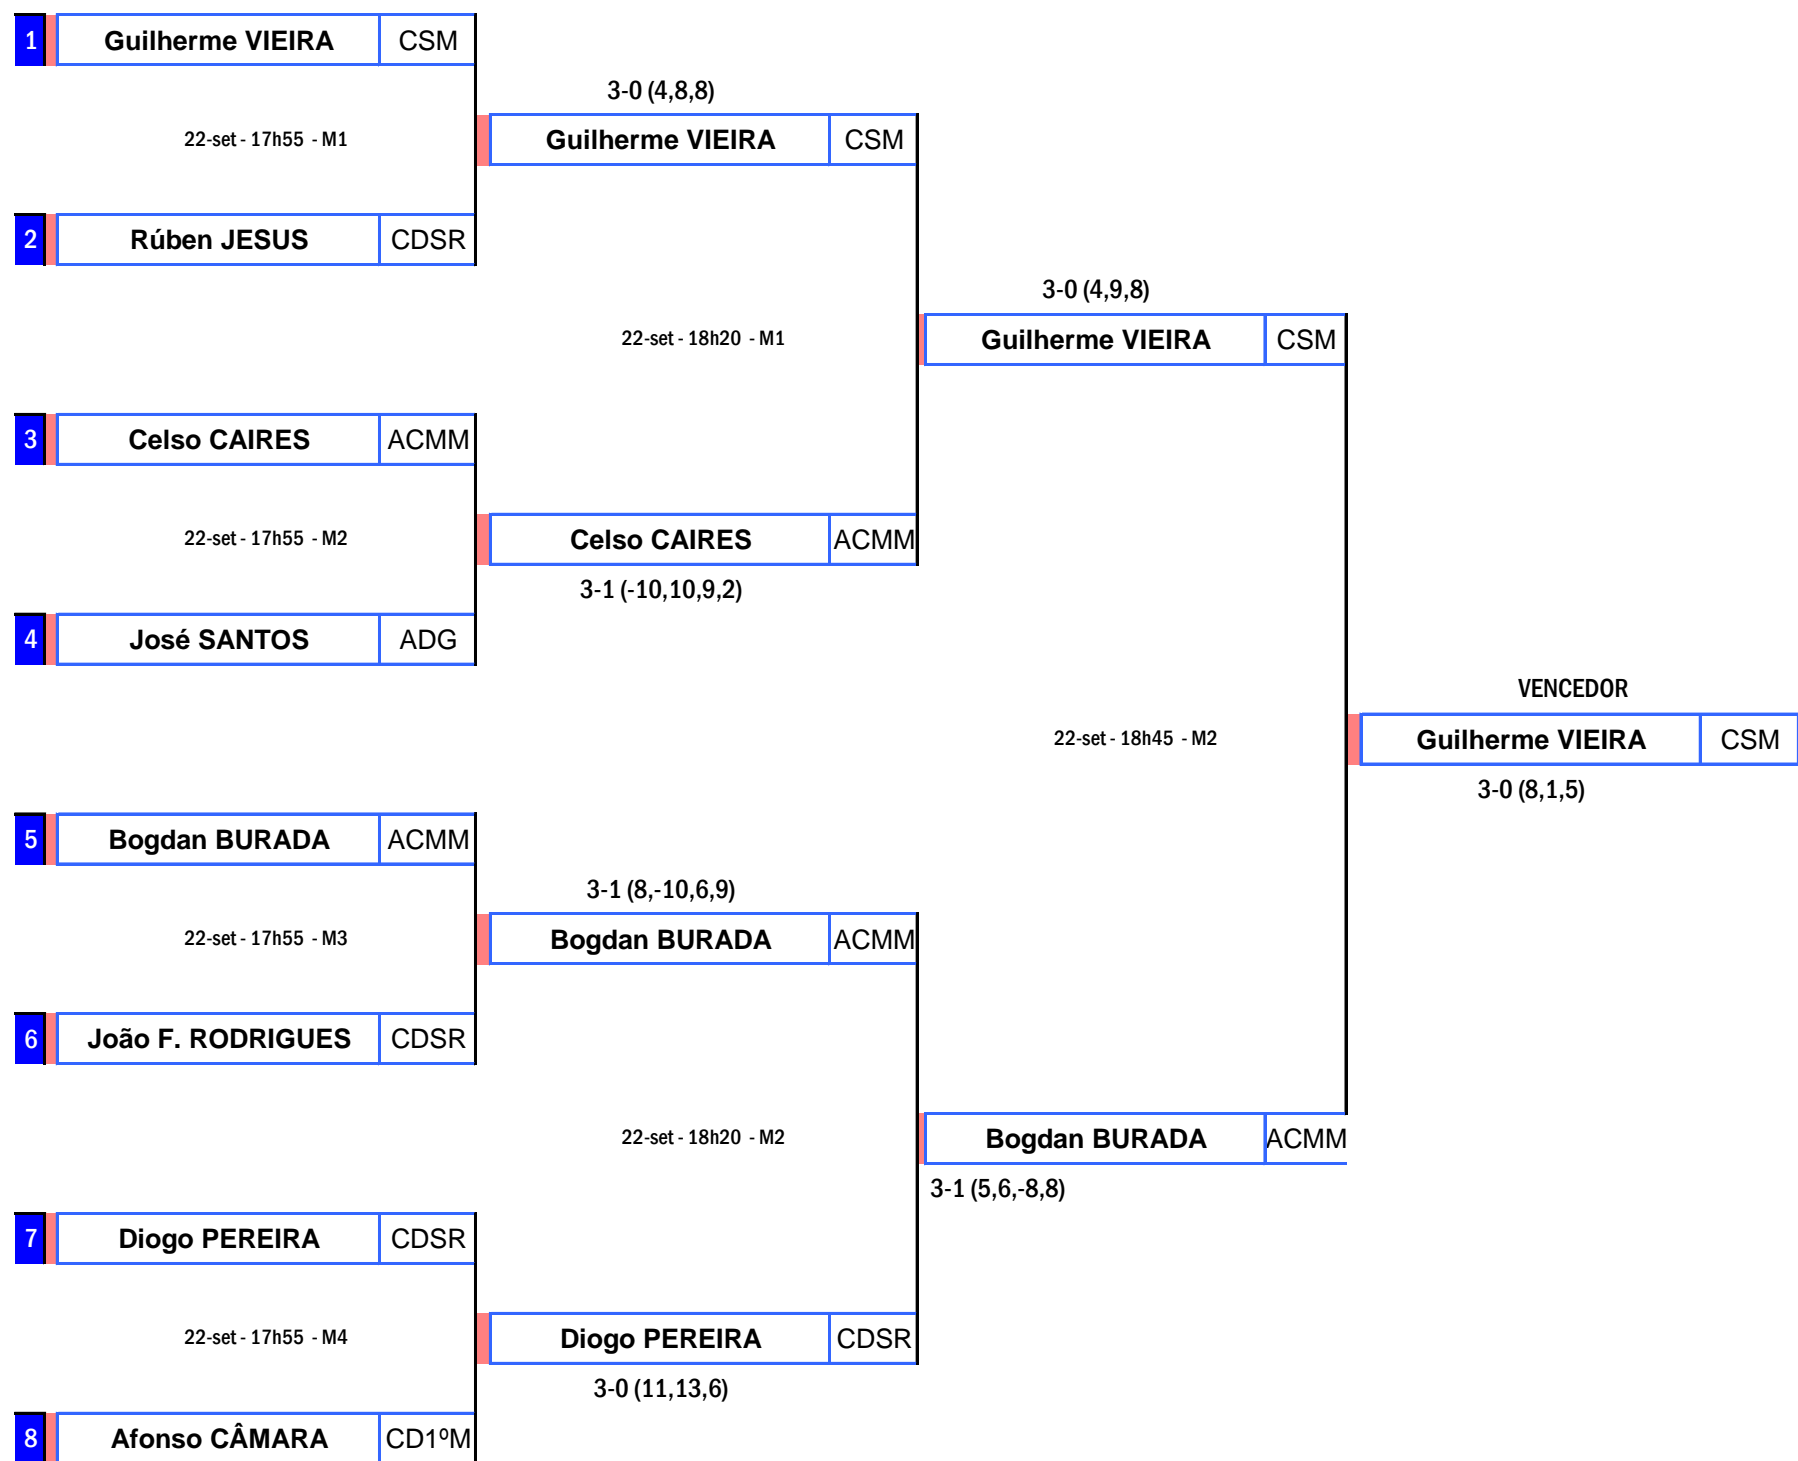 1 Guilherme VIEIRA CSM
3-0 (4,8,8)
22-set - 17h55 - M1
Guilherme VIEIRA CSM
2 Rúben JESUS CDSR
3-0 (4,9,8)
22-set - 18h20 - M1
Guilherme VIEIRA CSM
3 Celso CAIRES ACMM
22-set - 17h55 - M2
Celso CAIRES ACMM
3-1 (-10,10,9,2)
4 José SANTOS ADG
VENCEDOR
22-set - 18h45 - M2
Guilherme VIEIRA CSM
3-0 (8,1,5)
5 Bogdan BURADA ACMM
3-1 (8,-10,6,9)
22-set - 17h55 - M3
Bogdan BURADA ACMM
6 João F. RODRIGUES CDSR
22-set - 18h20 - M2
Bogdan BURADA ACMM
3-1 (5,6,-8,8)
7 Diogo PEREIRA CDSR
22-set - 17h55 - M4
Diogo PEREIRA CDSR
3-0 (11,13,6)
8 Afonso CÂMARA CD1ºM